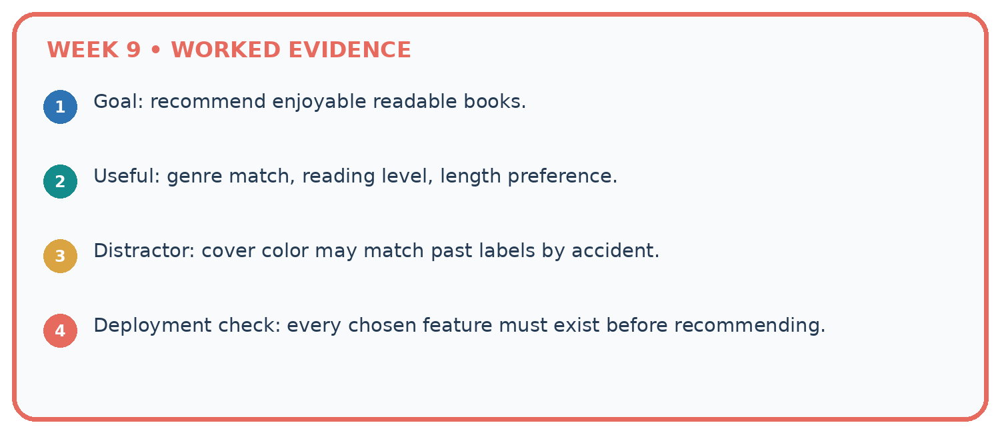 WEEK 9 • WORKED EVIDENCE
1 Goal: recommend enjoyable readable books.
2 Useful: genre match, reading level, length preference.
3 Distractor: cover color may match past labels by accident.
4 Deployment check: every chosen feature must exist before recommending.